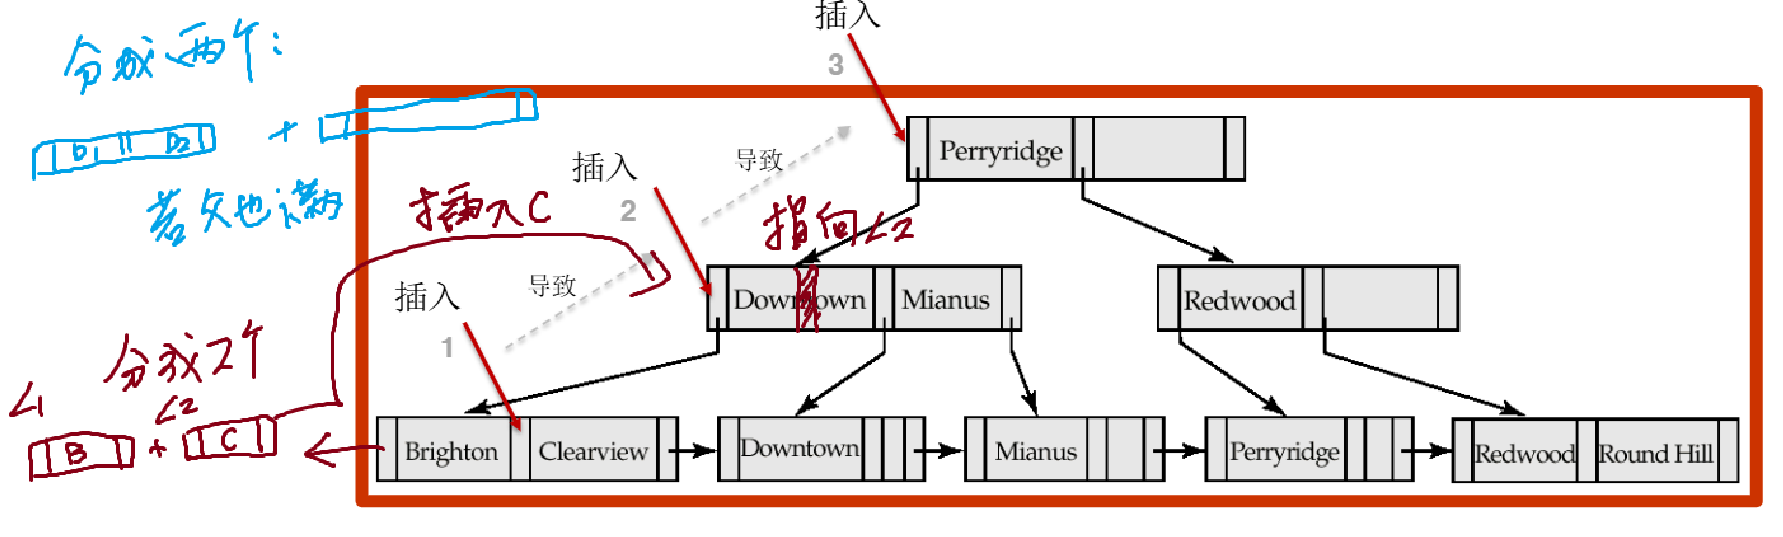 插入
3
分成两个:
D1 D2 +
Perryridge
导致
插入
2
若父也满
插入C
指向L2
Downtown Mianus
Redwood
插入
导致
1
分成2个
L1 L2
B + C
Brighton Clearview
Downtown
Mianus
Perryridge
Redwood Round Hill